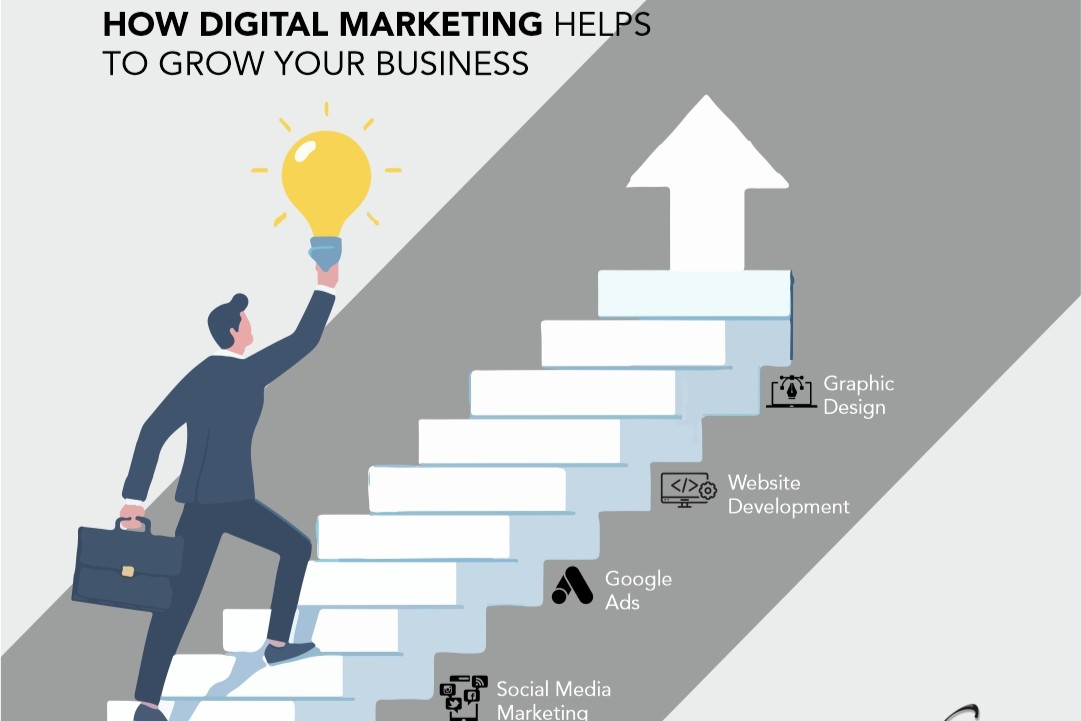 HOW DIGITAL MARKETING HELPS
TO GROW YOUR BUSINESS
Graphic
Design
</>
Website
Development
Google
Ads
Social Media
Marketing